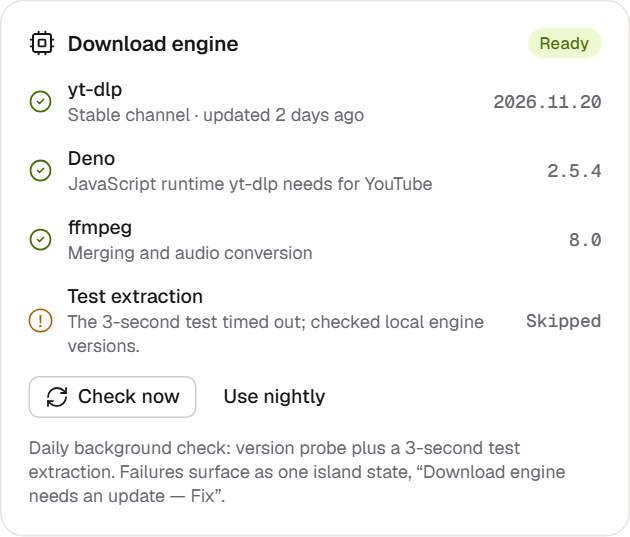 Download engine
Ready
yt-dlp
Stable channel · updated 2 days ago
2026.11.20
Deno
JavaScript runtime yt-dlp needs for YouTube
2.5.4
ffmpeg
Merging and audio conversion
8.0
Test extraction
The 3-second test timed out; checked local engine
versions.
Skipped
Check now
Use nightly
Daily background check: version probe plus a 3-second test
extraction. Failures surface as one island state, “Download engine
needs an update — Fix”.